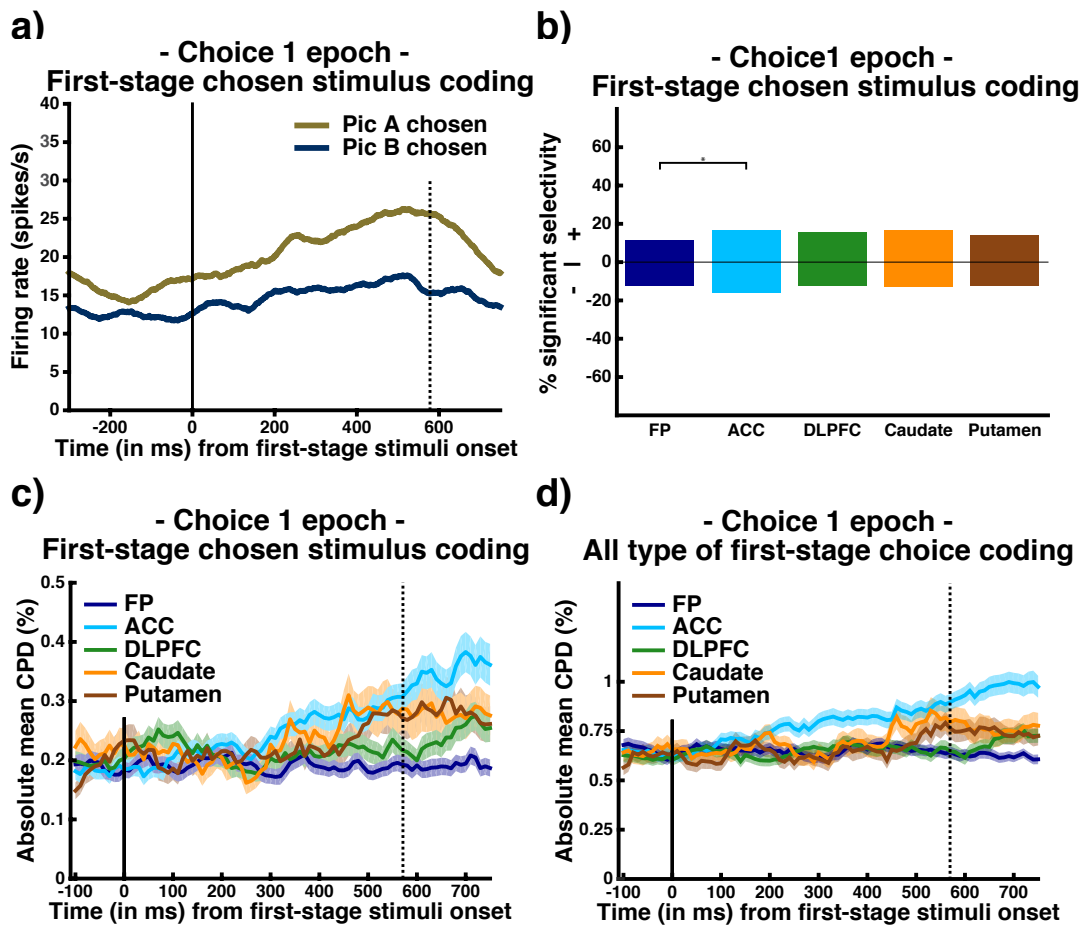 a)
- Choice 1 epoch -
First-stage chosen stimulus coding
40
35
30
25
20
15
10
5
0
Firing rate (spikes/s)
Pic A chosen
Pic B chosen
-200
0
200
400
600
Time (in ms) from first-stage stimuli onset
b)
- Choice1 epoch -
First-stage chosen stimulus coding
60
40
20
0
-20
-40
-60
% significant selectivity
- | +
*
FP
ACC
DLPFC
Caudate
Putamen
c)
- Choice 1 epoch -
First-stage chosen stimulus coding
0.5
0.4
0.3
0.2
0.1
0
Absolute mean CPD (%)
FP
ACC
DLPFC
Caudate
Putamen
-100
0
100
200
300
400
500
600
700
Time (in ms) from first-stage stimuli onset
d)
- Choice 1 epoch -
All type of first-stage choice coding
1
0.75
0.5
0.25
0
Absolute mean CPD (%)
FP
ACC
DLPFC
Caudate
Putamen
-100
0
100
200
300
400
500
600
700
Time (in ms) from first-stage stimuli onset